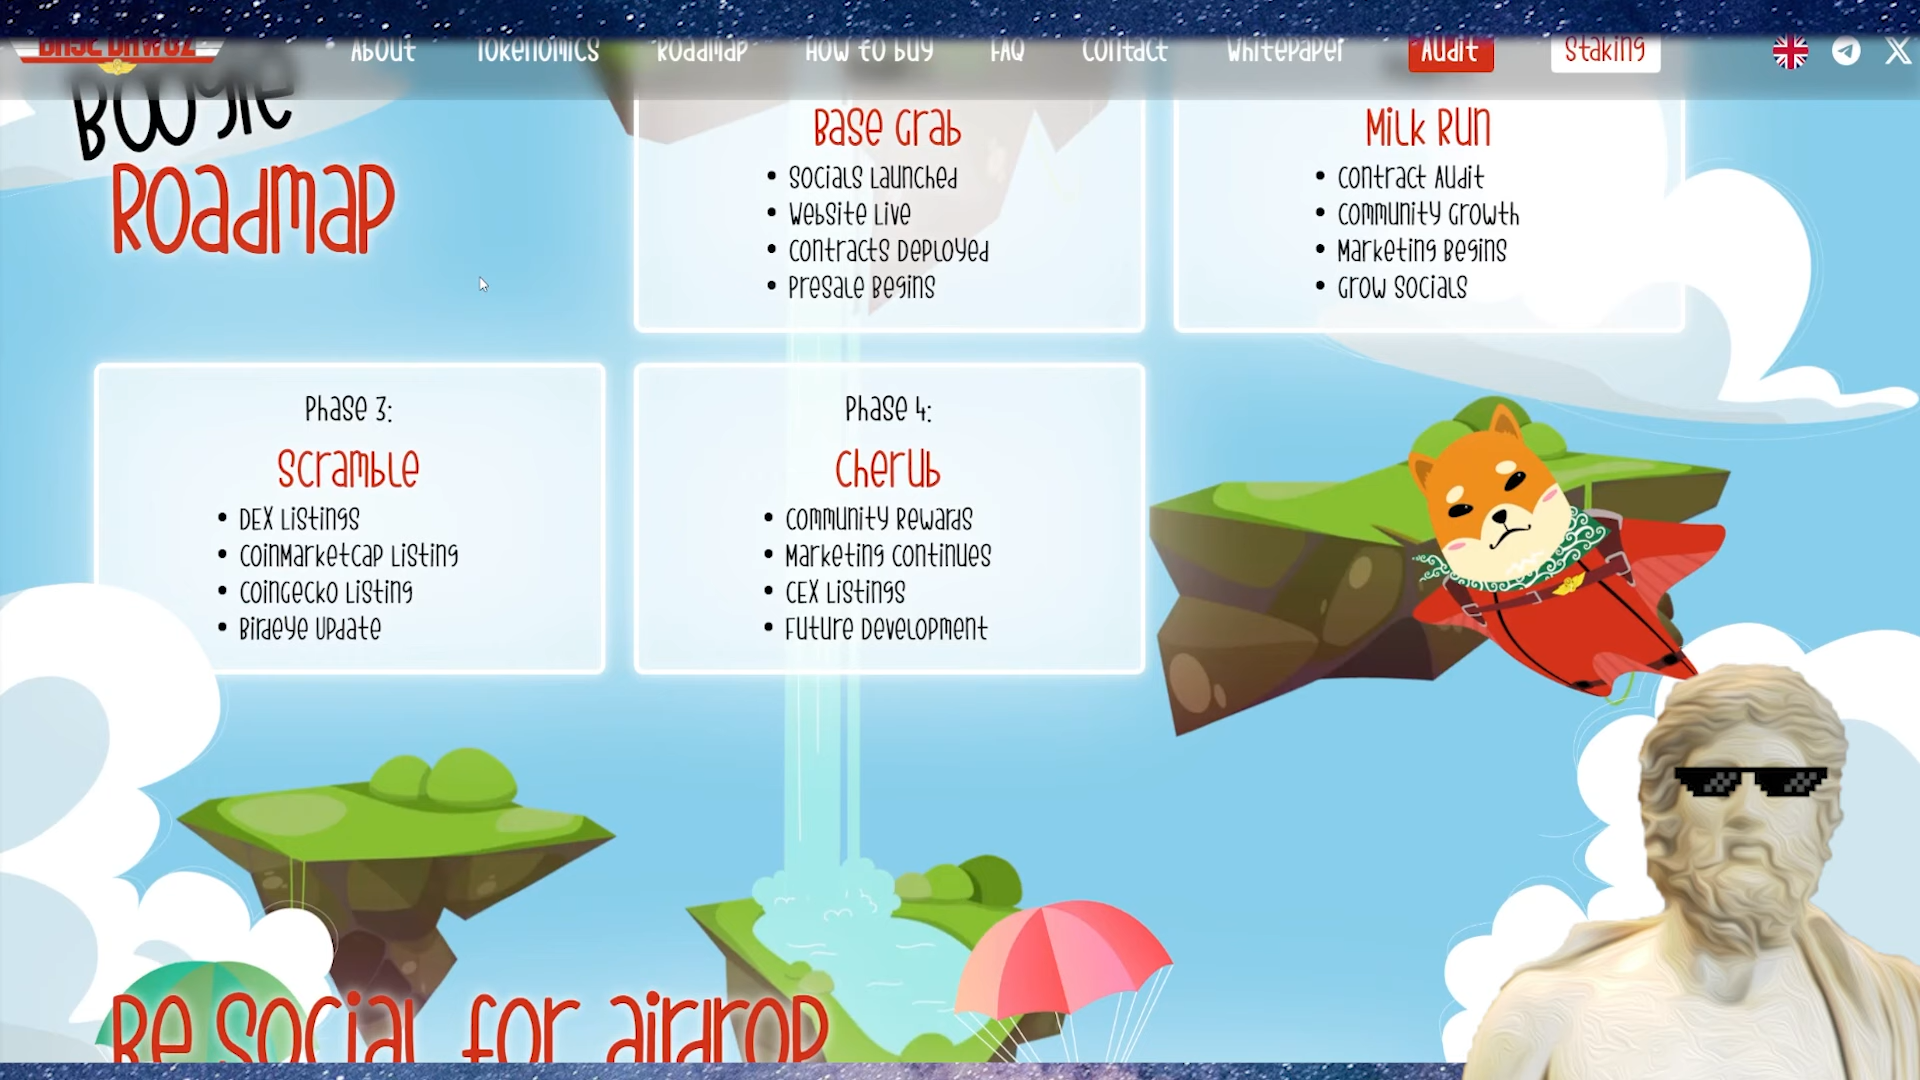 BASE DAWGZ
About
Tokenomics
Roadmap
How to buy
FAQ
Contact
Whitepaper
Audit
Staking
Boogie
Roadmap
Base Grab
Socials Launched
Website Live
Contracts Deployed
Presale Begins
Milk Run
Contract Audit
Community Growth
Marketing Begins
Grow Socials
Phase 3:
Scramble
DEX Listings
CoinMarketCap Listing
CoinGecko Listing
Birdeye Update
Phase 4:
Cherub
Community Rewards
Marketing Continues
CEX Listings
Future Development
Be Social for airdrop